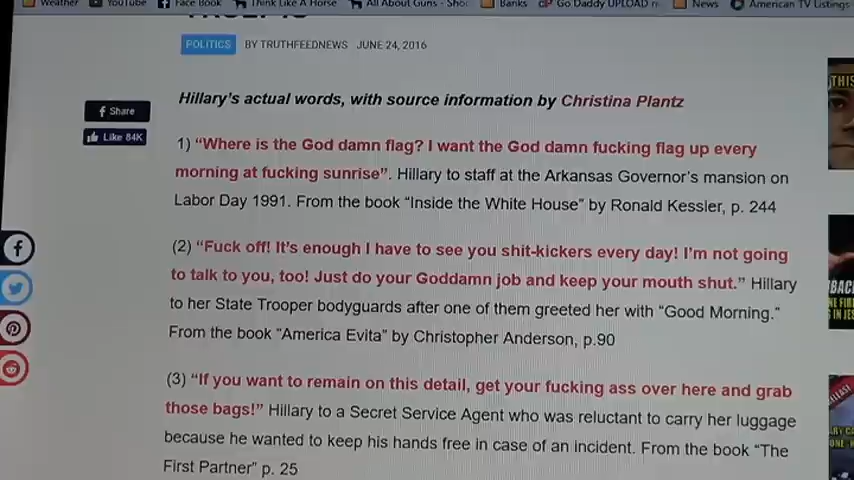 Weather YouTube Face Book Think Like A Horse All About Guns - Shoo Banks Go Daddy UPLOAD n News American TV Listings
POLITICS BY TRUTHFEEDNEWS JUNE 24, 2016
Hillary's actual words, with source information by Christina Plantz
Share
Like 84K
1) “Where is the God damn flag? I want the God damn fucking flag up every
morning at fucking sunrise”. Hillary to staff at the Arkansas Governor's mansion on
Labor Day 1991. From the book “Inside the White House” by Ronald Kessler, p. 244
(2) “Fuck off! It's enough I have to see you shit-kickers every day! I'm not going
to talk to you, too! Just do your Goddamn job and keep your mouth shut.” Hillary
to her State Trooper bodyguards after one of them greeted her with “Good Morning.”
From the book “America Evita” by Christopher Anderson, p.90
(3) “If you want to remain on this detail, get your fucking ass over here and grab
those bags!” Hillary to a Secret Service Agent who was reluctant to carry her luggage
because he wanted to keep his hands free in case of an incident. From the book “The
First Partner” p. 25
THIS